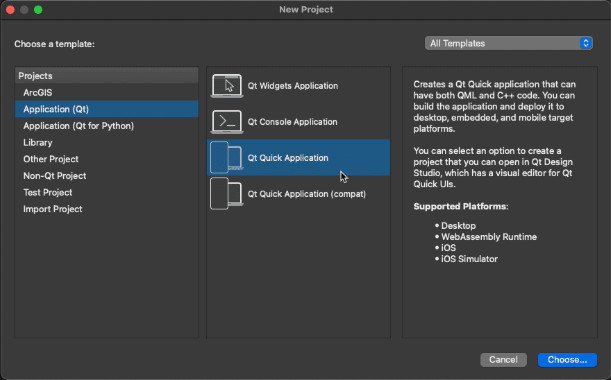 New Project
Choose a template:
All Templates
Projects
ArcGIS
Application (Qt)
Application (Qt for Python)
Library
Other Project
Non-Qt Project
Test Project
Import Project
Qt Widgets Application
Qt Console Application
Qt Quick Application
Qt Quick Application (compat)
Creates a Qt Quick application that can
have both QML and C++ code. You can
build the application and deploy it to
desktop, embedded, and mobile target
platforms.
You can select an option to create a
project that you can open in Qt Design
Studio, which has a visual editor for Qt
Quick UIs.
Supported Platforms:
• Desktop
• WebAssembly Runtime
• iOS
• iOS Simulator
Cancel
Choose...